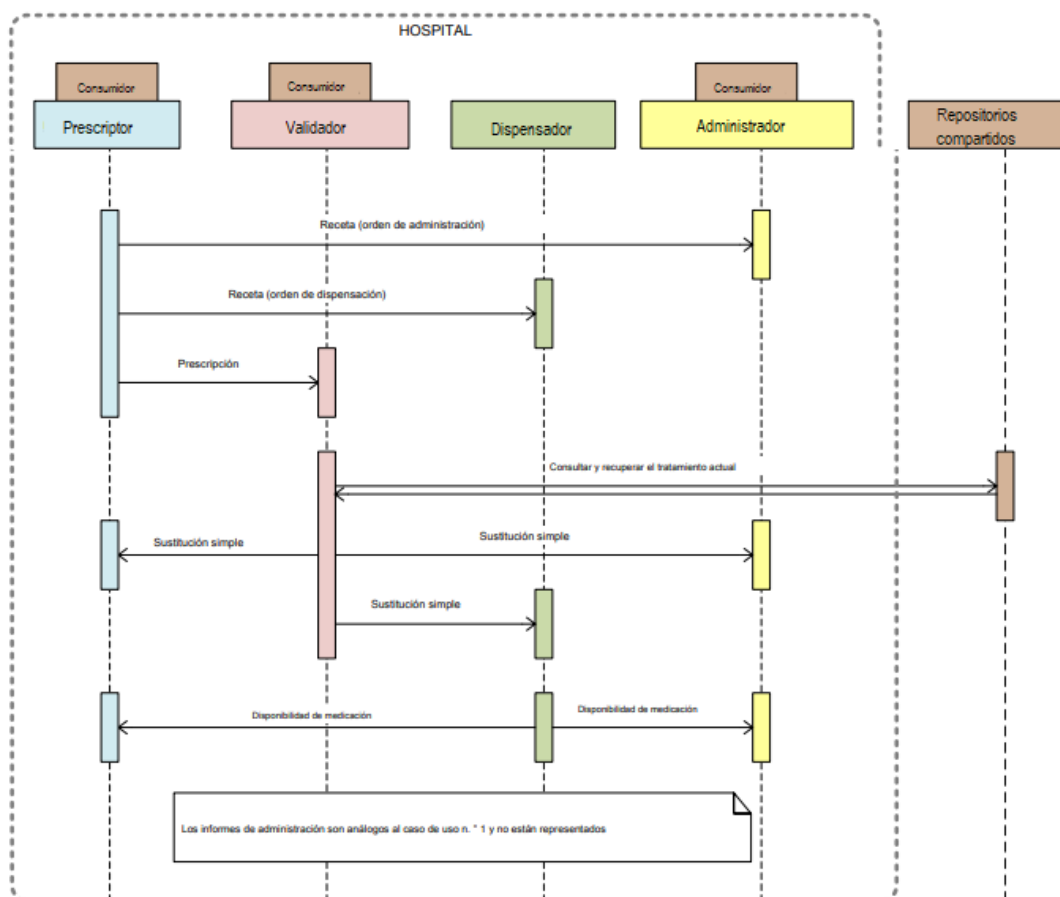 HOSPITAL
Consumidor
Consumidor
Consumidor
Prescriptor
Validador
Dispensador
Administrador
Repositorios
compartidos
Receta (orden de administración)
Receta (orden de dispensación)
Prescripción
Consultar y recuperar el tratamiento actual
Sustitución simple
Sustitución simple
Sustitución simple
Disponibilidad de medicación
Disponibilidad de medicación
Los informes de administración son análogos al caso de uso n. ° 1 y no están representados